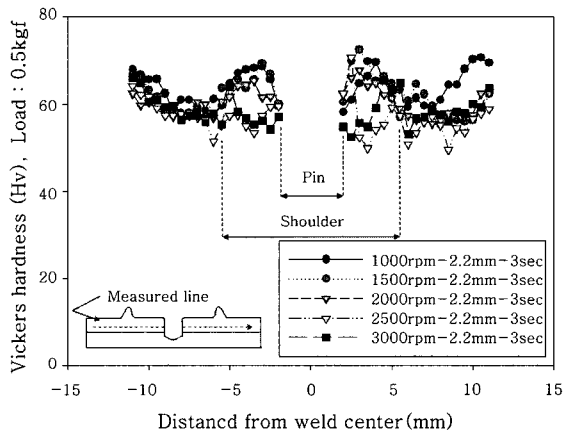 Vickers hardness (Hv), Load : 0.5kgf
80
60
40
20
0
Pin
Shoulder
Measured line
1000rpm-2.2mm-3sec
1500rpm-2.2mm-3sec
2000rpm-2.2mm-3sec
2500rpm-2.2mm-3sec
3000rpm-2.2mm-3sec
-15 -10 -5 0 5 10 15
Distancd from weld center(mm)